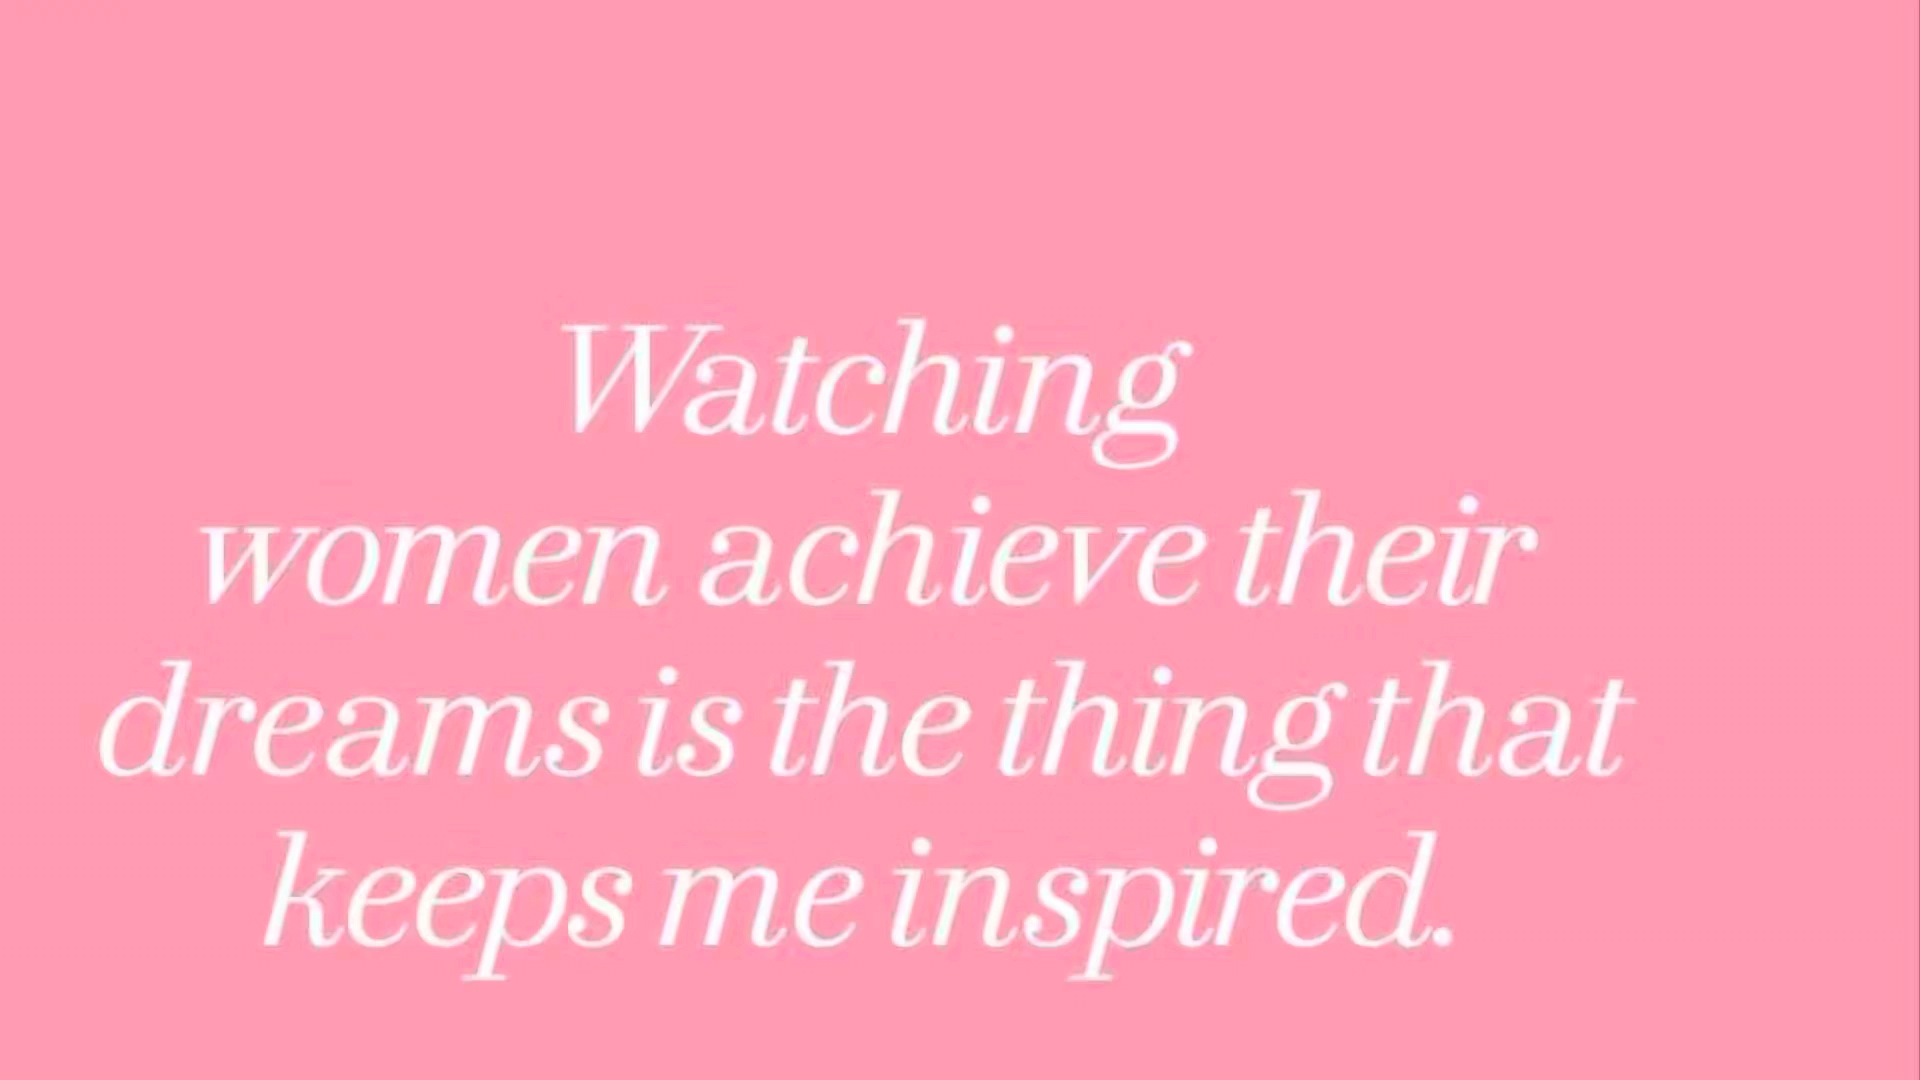 Watching
women achieve their
dreams is the thing that
keeps me inspired.